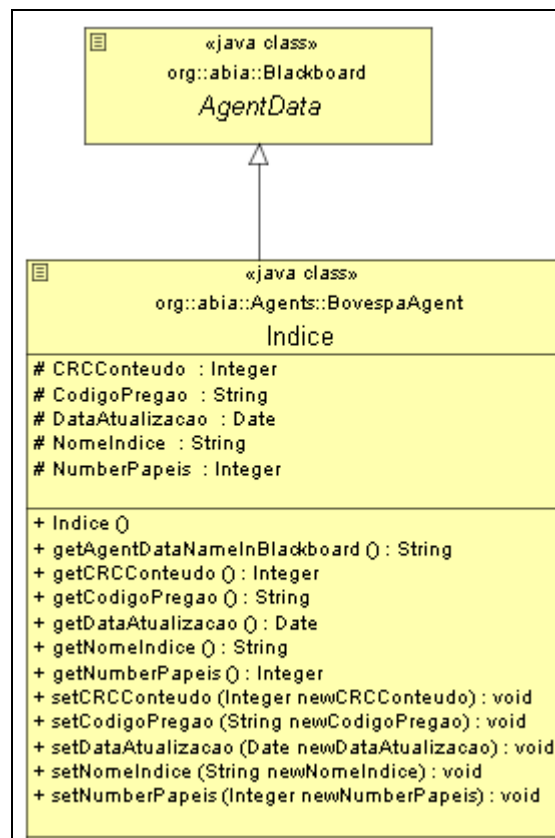 «java class»
org::abia::Blackboard
AgentData
«java class»
org::abia::Agents::BovespaAgent
Indice
# CRCConteudo : Integer
# CodigoPregao : String
# DataAtualizacao : Date
# NomeIndice : String
# NumberPapeis : Integer
+ Indice ()
+ getAgentDataNameInBlackboard () : String
+ getCRCConteudo () : Integer
+ getCodigoPregao () : String
+ getDataAtualizacao () : Date
+ getNomeIndice () : String
+ getNumberPapeis () : Integer
+ setCRCConteudo (Integer newCRCConteudo) : void
+ setCodigoPregao (String newCodigoPregao) : void
+ setDataAtualizacao (Date newDataAtualizacao) : void
+ setNomeIndice (String newNomeIndice) : void
+ setNumberPapeis (Integer newNumberPapeis) : void